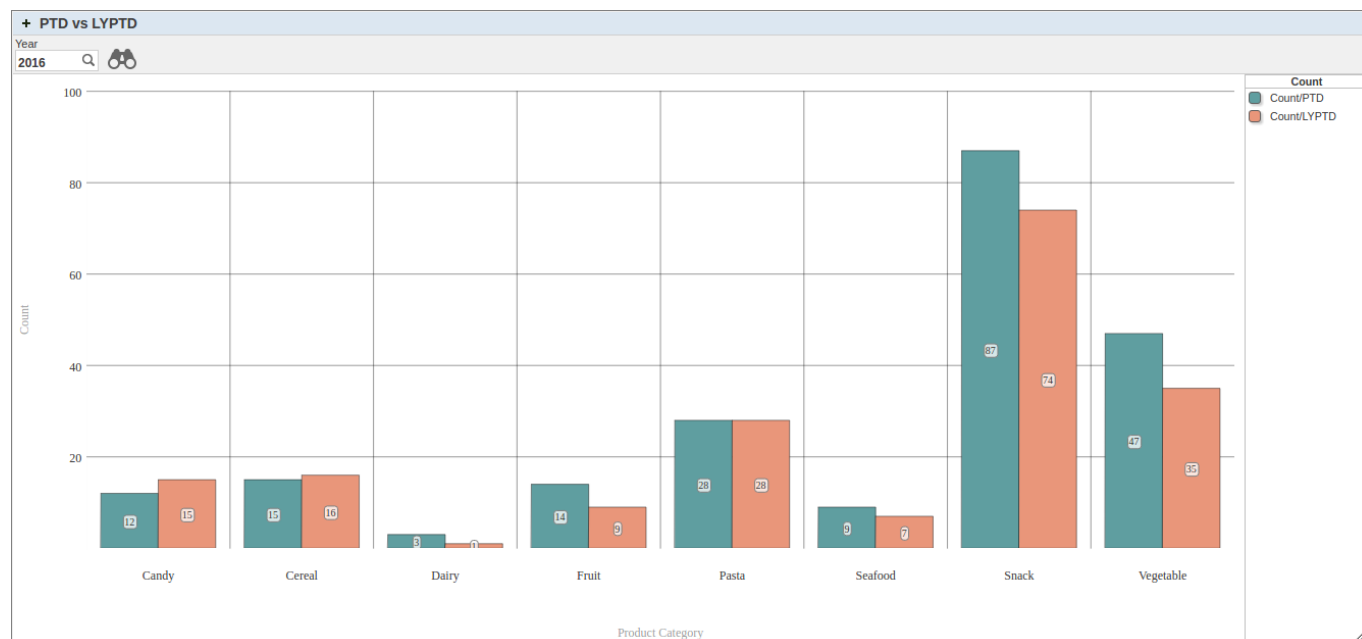 + PTD vs LYPTD
Year
2016
Count
Count/PTD
Count/LYPTD
100
80
60
40
20
Count
12
15
15
16
3
1
14
9
28
28
9
7
87
74
47
35
Candy
Cereal
Dairy
Fruit
Pasta
Seafood
Snack
Vegetable
Product Category